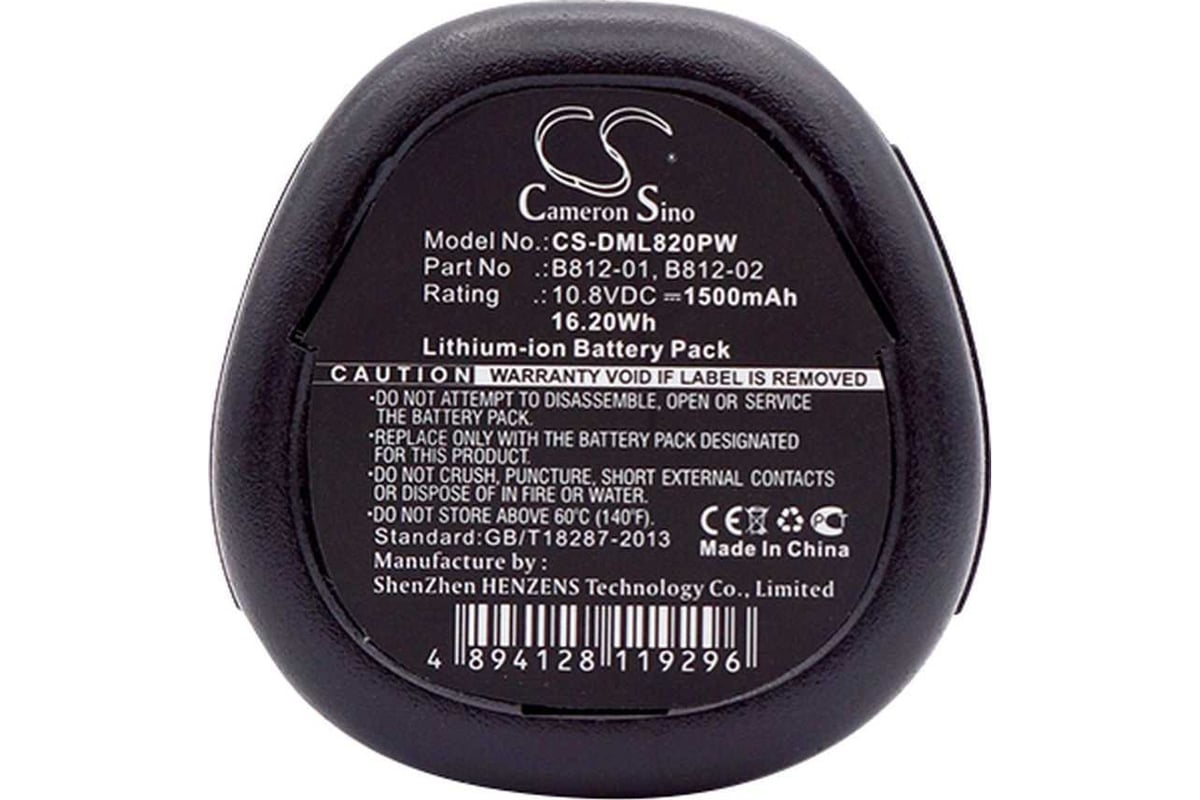 CS
Cameron Sino
Model No.:CS-DML820PW
Part No .:B812-01, B812-02
Rating .:10.8VDC ⎓1500mAh
16.20Wh
Lithium-ion Battery Pack
CAUTION WARRANTY VOID IF LABEL IS REMOVED
•DO NOT ATTEMPT TO DISASSEMBLE, OPEN OR SERVICE
THE BATTERY PACK.
•REPLACE ONLY WITH THE BATTERY PACK DESIGNATED
FOR THIS PRODUCT.
•DO NOT CRUSH, PUNCTURE, SHORT EXTERNAL CONTACTS
OR DISPOSE OF IN FIRE OR WATER.
•DO NOT STORE ABOVE 60°C (140°F).
Standard:GB/T18287-2013
CE PCT
Made In China
Manufacture by :
ShenZhen HENZENS Technology Co., Limited
4 894128 119296